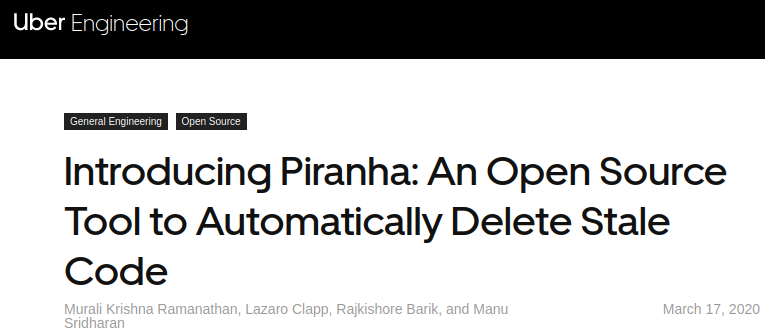 Uber Engineering
General Engineering Open Source
Introducing Piranha: An Open Source
Tool to Automatically Delete Stale
Code
Murali Krishna Ramanathan, Lazaro Clapp, Rajkishore Barik, and Manu
Sridharan
March 17, 2020